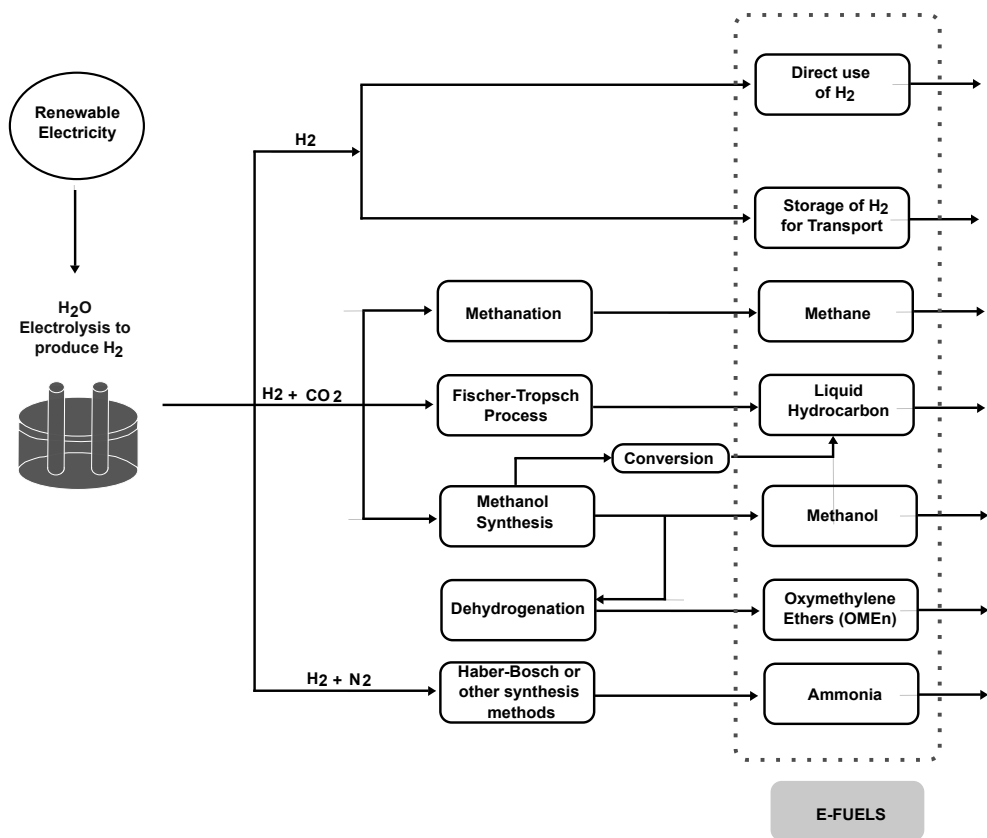 Renewable
Electricity
H2O
Electrolysis to
produce H2
H2
H2 + CO2
H2 + N2
Direct use
of H2
Storage of H2
for Transport
Methanation
Methane
Fischer-Tropsch
Process
Liquid
Hydrocarbon
Conversion
Methanol
Synthesis
Methanol
Dehydrogenation
Oxymethylene
Ethers (OMEn)
Haber-Bosch or
other synthesis
methods
Ammonia
E-FUELS